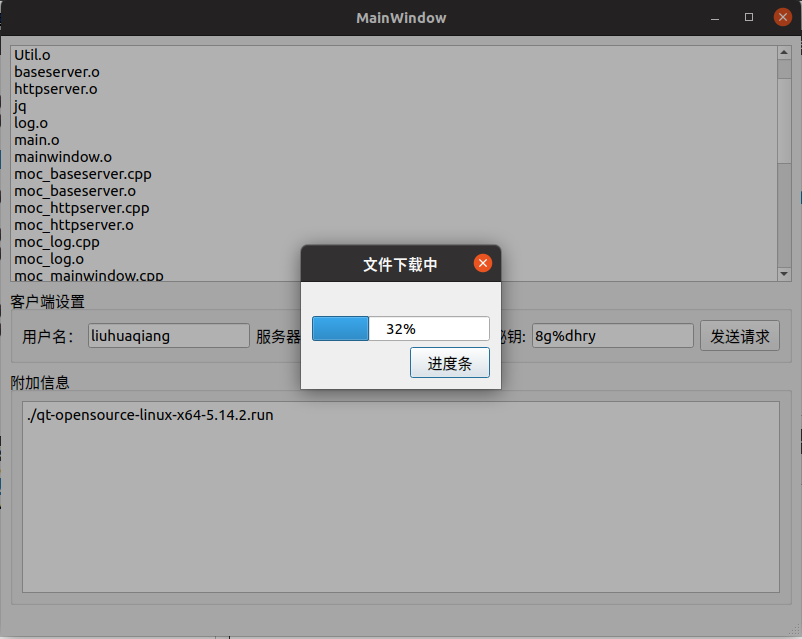 MainWindow
Util.o
baseserver.o
httpserver.o
jq
log.o
main.o
mainwindow.o
moc_baseserver.cpp
moc_baseserver.o
moc_httpserver.cpp
moc_httpserver.o
moc_log.cpp
moc_log.o
moc_mainwindow.cpp
文件下载中
32%
进度条
客户端设置
用户名： liuhuaqiang 服务器 钥: 8g%dhry 发送请求
附加信息
./qt-opensource-linux-x64-5.14.2.run